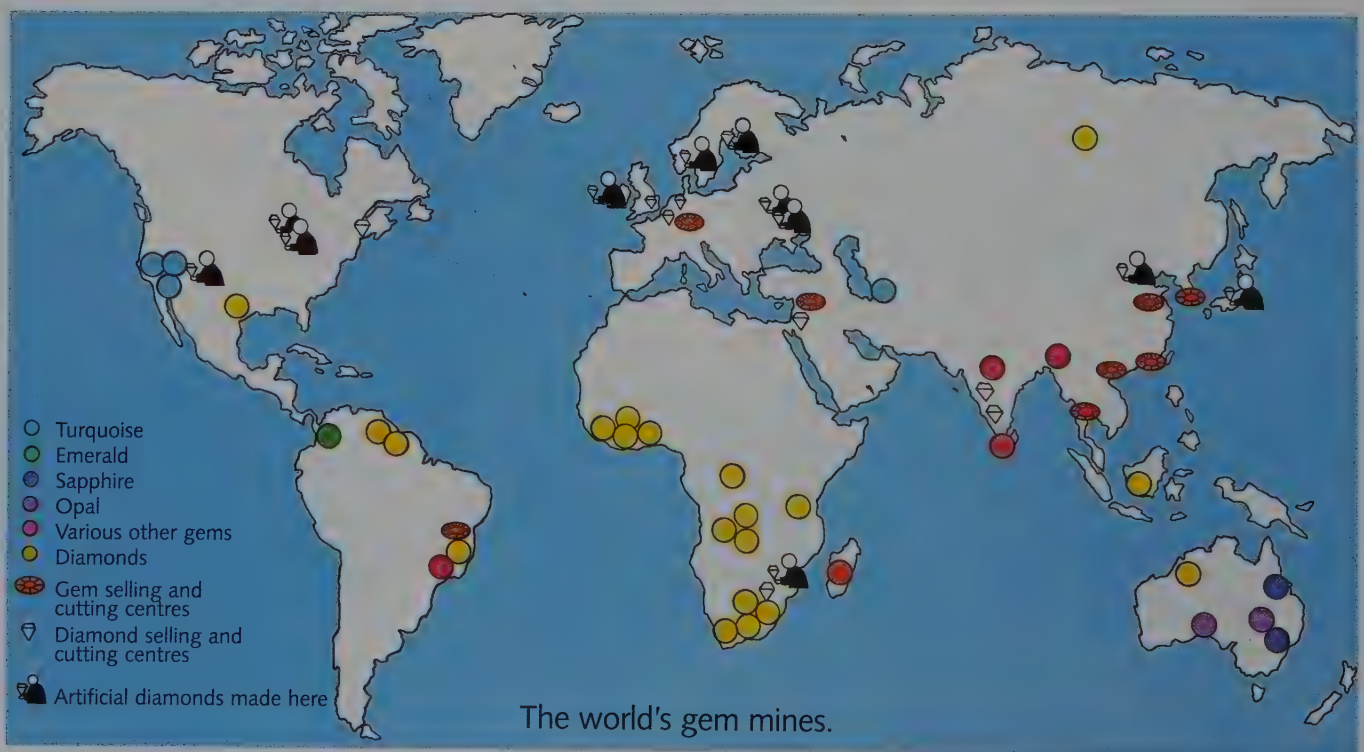 Turquoise
Emerald
Sapphire
Opal
Various other gems
Diamonds
Gem selling and
cutting centres
Diamond selling and
cutting centres
Artificial diamonds made here
The world's gem mines.